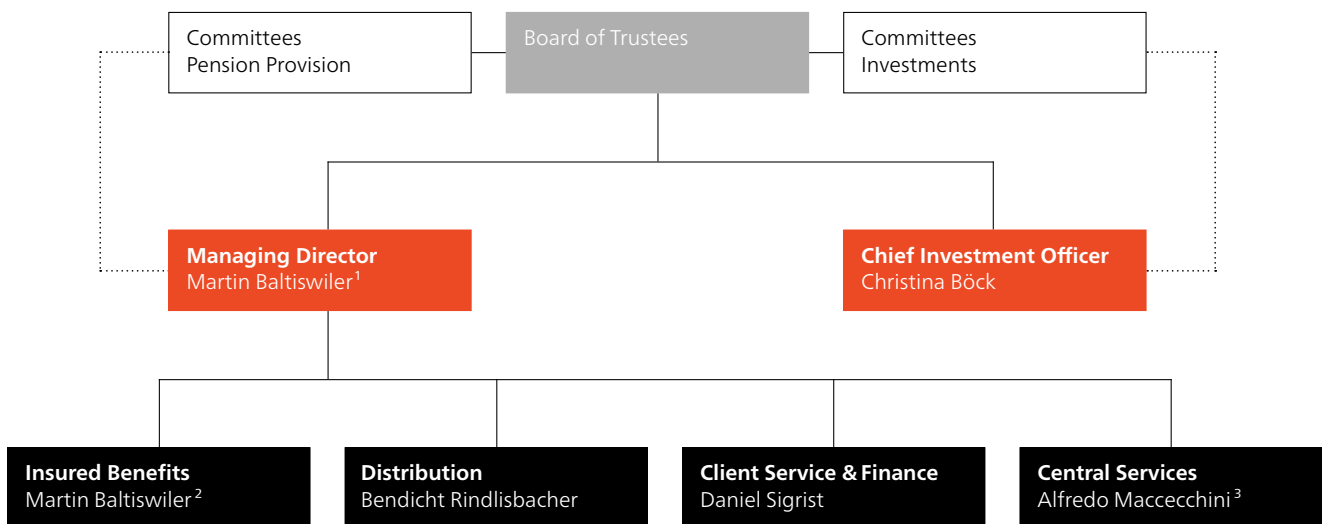 Committees
Pension Provision
Board of Trustees
Committees
Investments
Managing Director
Martin Baltiswiler¹
Chief Investment Officer
Christina Böck
Insured Benefits
Martin Baltiswiler²
Distribution
Bendicht Rindlisbacher
Client Service & Finance
Daniel Sigrist
Central Services
Alfredo Maccecchini³